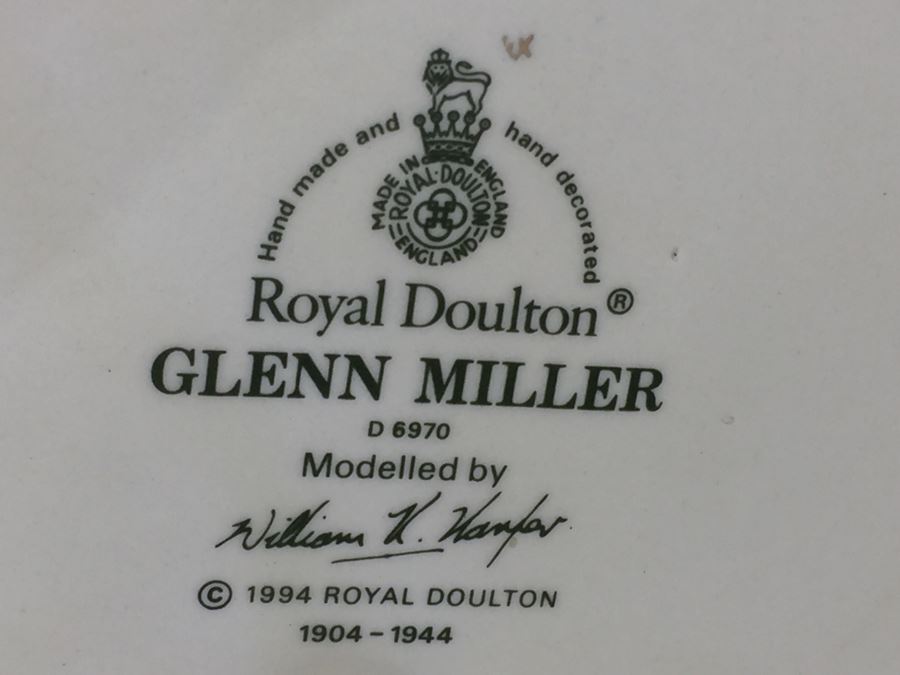 Hand made and hand decorated
MADE IN ENGLAND
ROYAL·DOULTON
ENGLAND
Royal Doulton®
GLENN MILLER
D 6970
Modelled by
William K. Harper
© 1994 ROYAL DOULTON
1904 – 1944